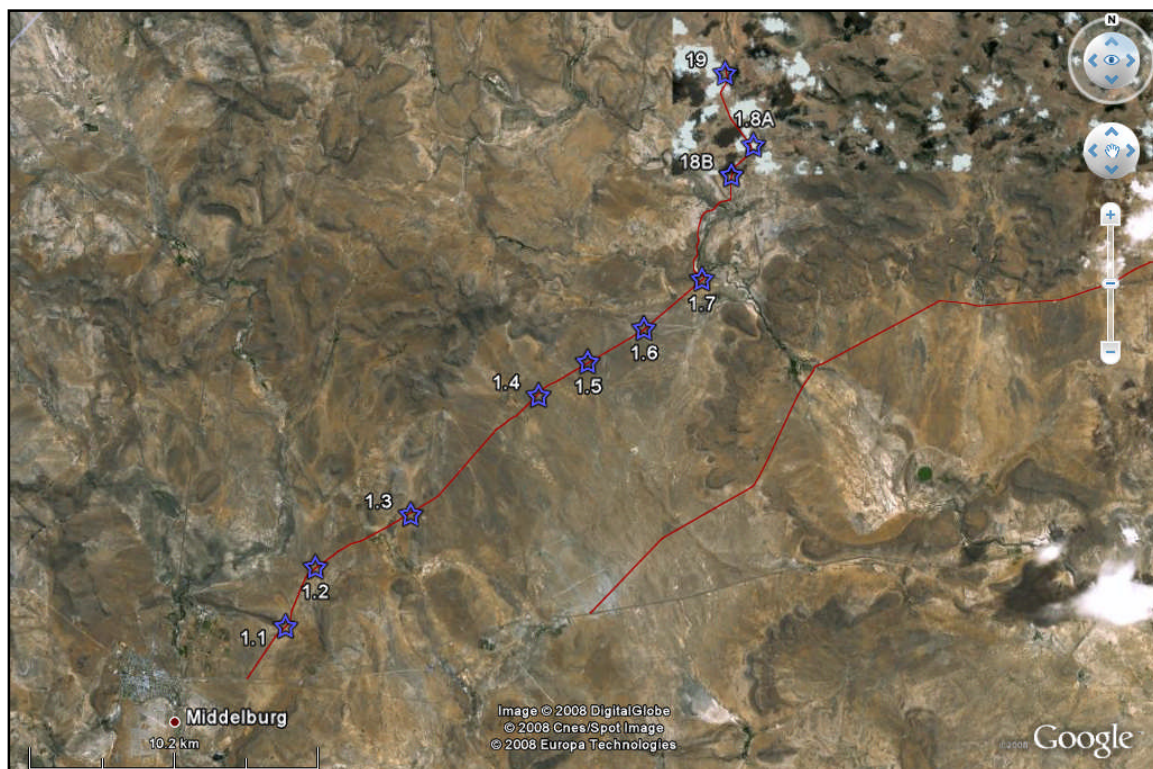 N
19
1.8A
18B
1.7
1.6
1.5
1.4
1.3
1.2
1.1
Middelburg
10.2 km
Image © 2008 DigitalGlobe
© 2008 Cnes/Spot Image
© 2008 Europa Technologies
©2008 Google